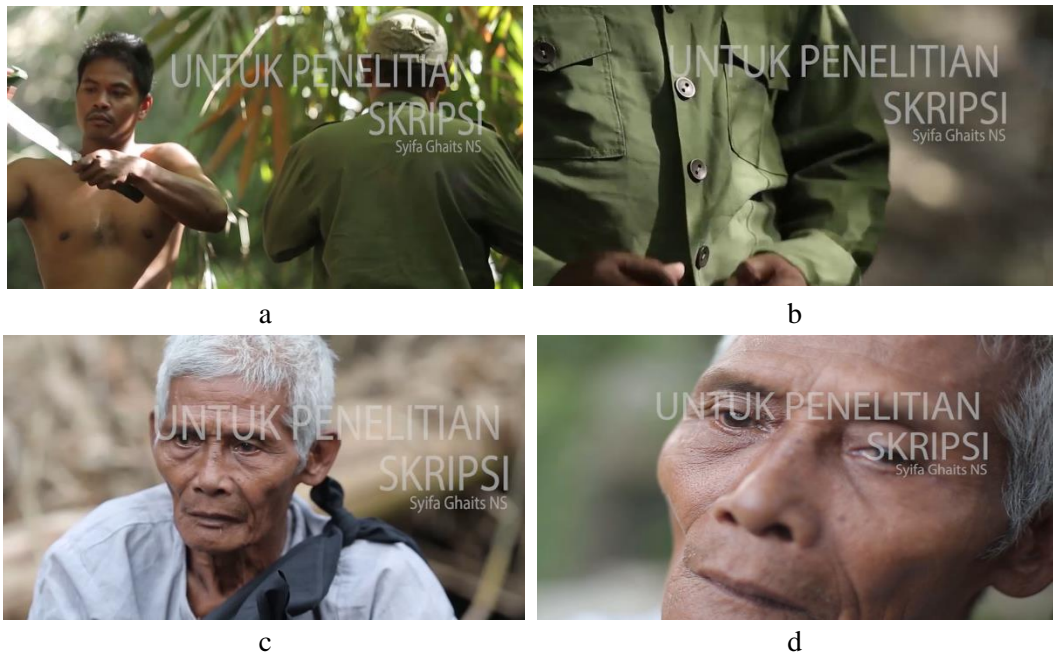 UNTUK PENELITIAN
SKRIPSI
Syifa Ghaits NS
UNTUK PENELITIAN
SKRIPSI
Syifa Ghaits NS
a
b
UNTUK PENELITIAN
SKRIPSI
Syifa Ghaits NS
UNTUK PENELITIAN
SKRIPSI
Syifa Ghaits NS
c
d